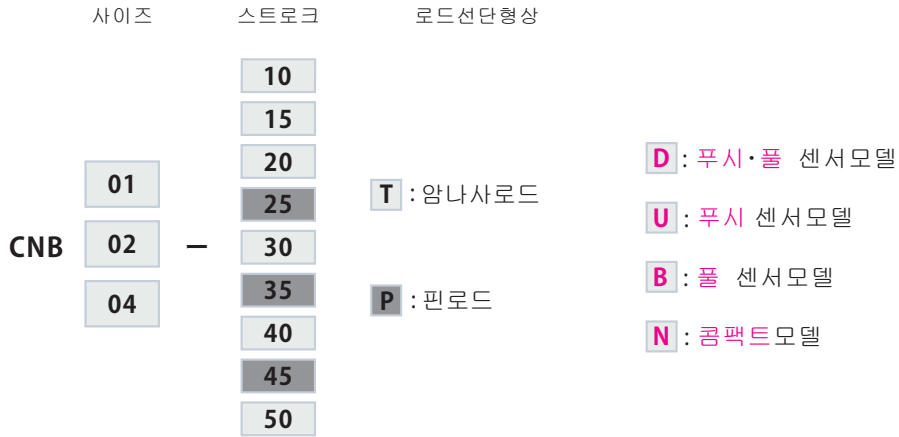 사이즈 스트로크 로드선단형상
CNB
01
02
04
–
10
15
20
25
30
35
40
45
50
T : 암나사로드
P : 핀로드
D : 푸시·풀 센서모델
U : 푸시 센서모델
B : 풀 센서모델
N : 콤팩트모델